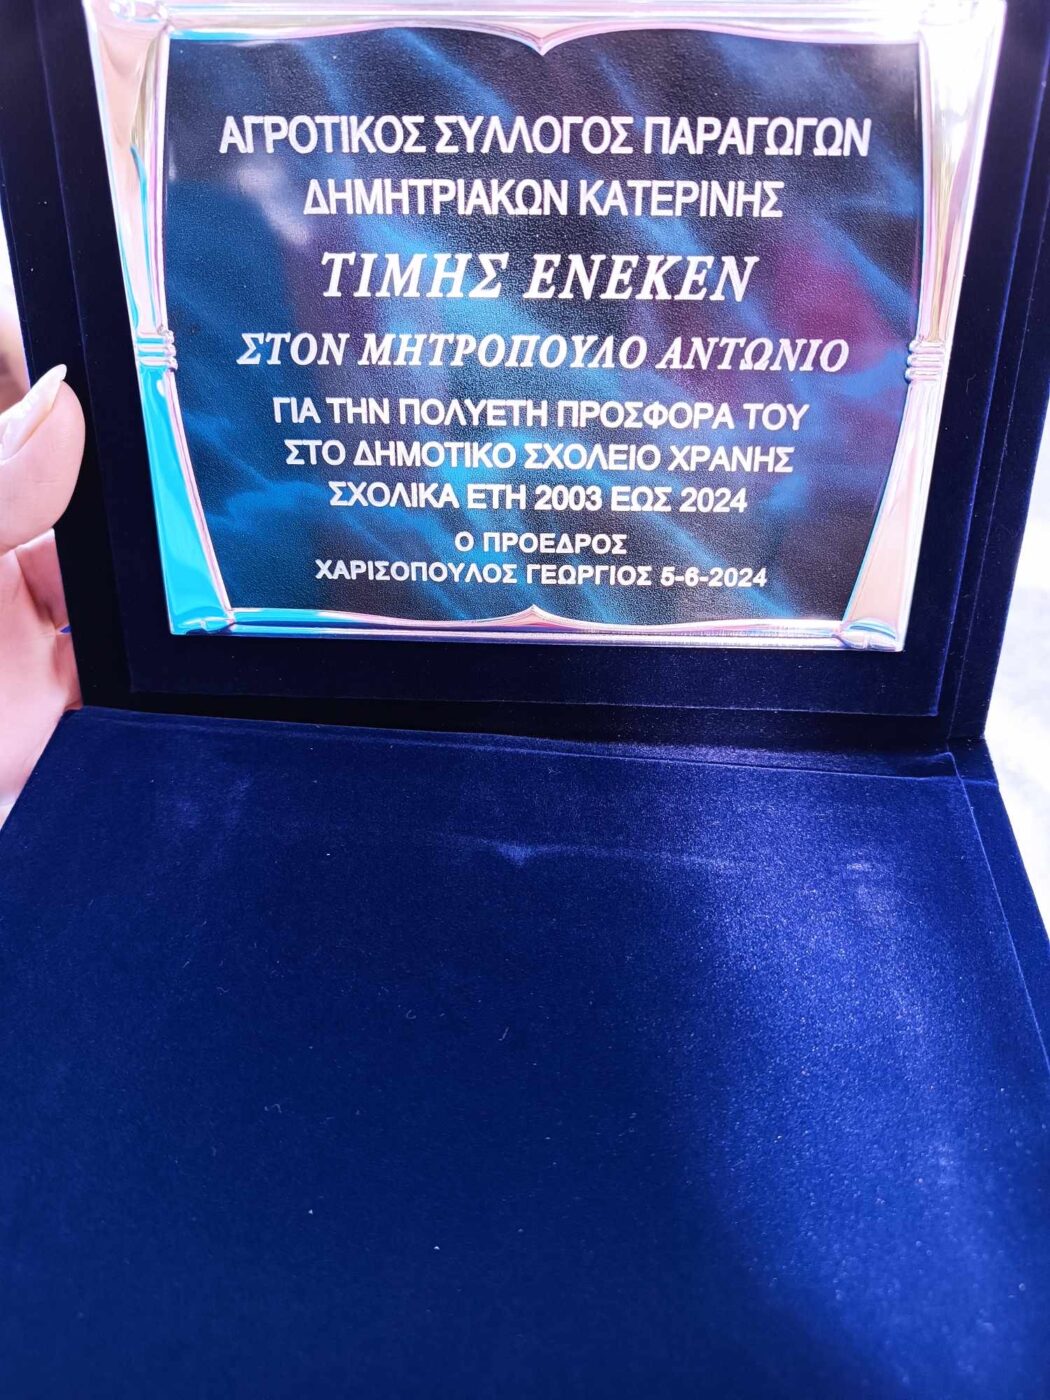 ΑΓΡΟΤΙΚΟΣ ΣΥΛΛΟΓΟΣ ΠΑΡΑΓΩΓΩΝ
ΔΗΜΗΤΡΙΑΚΩΝ ΚΑΤΕΡΙΝΗΣ
ΤΙΜΗΣ ΕΝΕΚΕΝ
ΣΤΟΝ ΜΗΤΡΟΠΟΥΛΟ ΑΝΤΩΝΙΟ
ΓΙΑ ΤΗΝ ΠΟΛΥΕΤΗ ΠΡΟΣΦΟΡΑ ΤΟΥ
ΣΤΟ ΔΗΜΟΤΙΚΟ ΣΧΟΛΕΙΟ ΧΡΑΝΗΣ
ΣΧΟΛΙΚΑ ΕΤΗ 2003 ΕΩΣ 2024
Ο ΠΡΟΕΔΡΟΣ
ΧΑΡΙΣΟΠΟΥΛΟΣ ΓΕΩΡΓΙΟΣ 5-6-2024